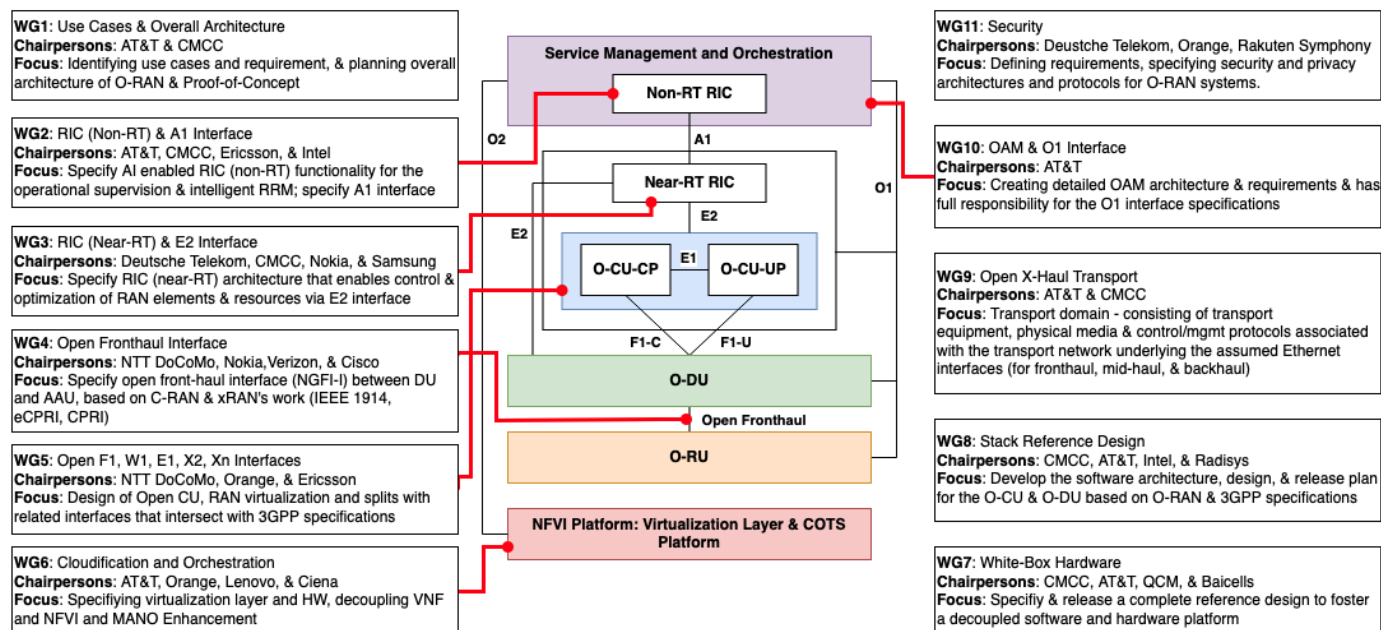 WG1: Use Cases & Overall Architecture
Chairpersons: AT&T & CMCC
Focus: Identifying use cases and requirement, & planning overall
architecture of O-RAN & Proof-of-Concept
WG2: RIC (Non-RT) & A1 Interface
Chairpersons: AT&T, CMCC, Ericsson, & Intel
Focus: Specify AI enabled RIC (non-RT) functionality for the
operational supervision & intelligent RRM; specify A1 interface
WG3: RIC (Near-RT) & E2 Interface
Chairpersons: Deutsche Telekom, CMCC, Nokia, & Samsung
Focus: Specify RIC (near-RT) architecture that enables control &
optimization of RAN elements & resources via E2 interface
WG4: Open Fronthaul Interface
Chairpersons: NTT DoCoMo, Nokia,Verizon, & Cisco
Focus: Specify open front-haul interface (NGFI-I) between DU
and AAU, based on C-RAN & xRAN's work (IEEE 1914,
eCPRI, CPRI)
WG5: Open F1, W1, E1, X2, Xn Interfaces
Chairpersons: NTT DoCoMo, Orange, & Ericsson
Focus: Design of Open CU, RAN virtualization and splits with
related interfaces that intersect with 3GPP specifications
WG6: Cloudification and Orchestration
Chairpersons: AT&T, Orange, Lenovo, & Ciena
Focus: Specifiying virtualization layer and HW, decoupling VNF
and NFVI and MANO Enhancement
Service Management and Orchestration
Non-RT RIC
O2
A1
O1
Near-RT RIC
E2
E2
O-CU-CP
E1
O-CU-UP
F1-C
F1-U
O-DU
Open Fronthaul
O-RU
NFVI Platform: Virtualization Layer & COTS
Platform
WG11: Security
Chairpersons: Deustche Telekom, Orange, Rakuten Symphony
Focus: Defining requirements, specifying security and privacy
architectures and protocols for O-RAN systems.
WG10: OAM & O1 Interface
Chairpersons: AT&T
Focus: Creating detailed OAM architecture & requirements & has
full responsibility for the O1 interface specifications
WG9: Open X-Haul Transport
Chairpersons: AT&T & CMCC
Focus: Transport domain - consisting of transport
equipment, physical media & control/mgmt protocols associated
with the transport network underlying the assumed Ethernet
interfaces (for fronthaul, mid-haul, & backhaul)
WG8: Stack Reference Design
Chairpersons: CMCC, AT&T, Intel, & Radisys
Focus: Develop the software architecture, design, & release plan
for the O-CU & O-DU based on O-RAN & 3GPP specifications
WG7: White-Box Hardware
Chairpersons: CMCC, AT&T, QCM, & Baicells
Focus: Specifiy & release a complete reference design to foster
a decoupled software and hardware platform